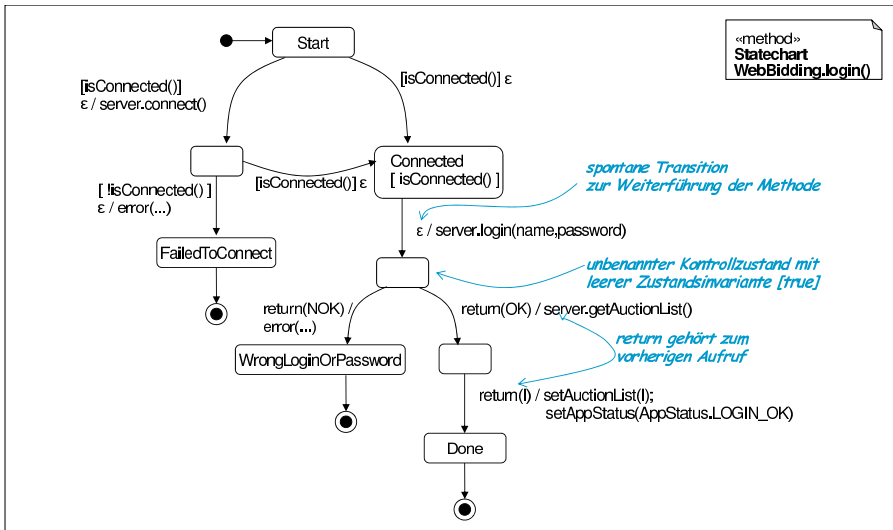 Start
«method»
Statechart
WebBidding.login()
[isConnected()]
ε / server.connect()
[isConnected()] ε
Connected
[ isConnected() ]
[isConnected()] ε
spontane Transition
zur Weiterführung der Methode
[ !isConnected() ]
ε / error(...)
ε / server.login(name,password)
FailedToConnect
unbenannter Kontrollzustand mit
leerer Zustandsinvariante [true]
return(NOK) /
error(...)
return(OK) / server.getAuctionList()
return gehört zum
vorherigen Aufruf
WrongLoginOrPassword
return(l) / setAuctionList(l);
setAppStatus(AppStatus.LOGIN_OK)
Done